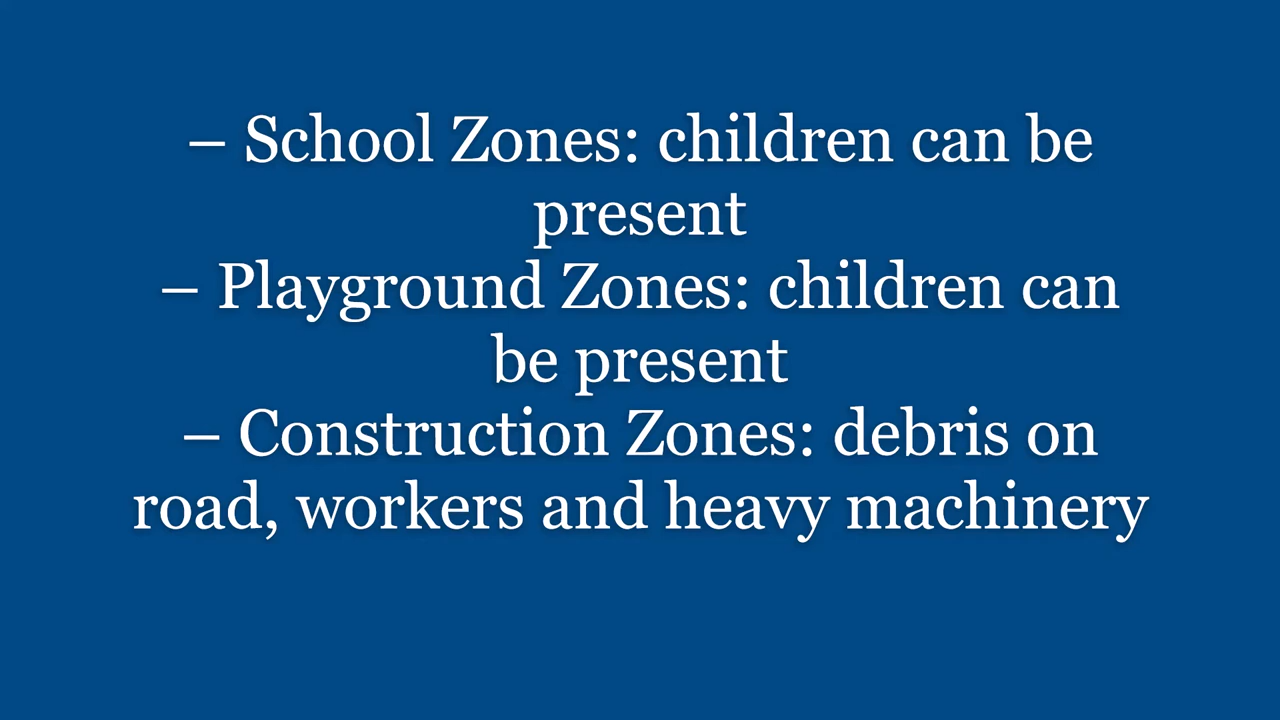 – School Zones: children can be
present
– Playground Zones: children can
be present
– Construction Zones: debris on
road, workers and heavy machinery